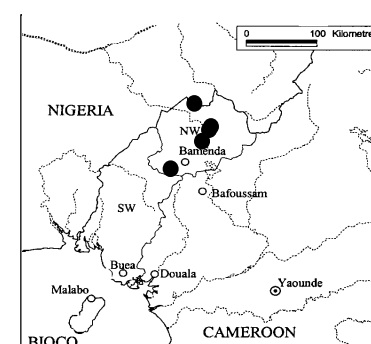 0 100 Kilometre
NIGERIA
NW
Bamenda
Bafoussam
SW
Buea
Douala
Malabo
Yaounde
CAMEROON
BIOCO